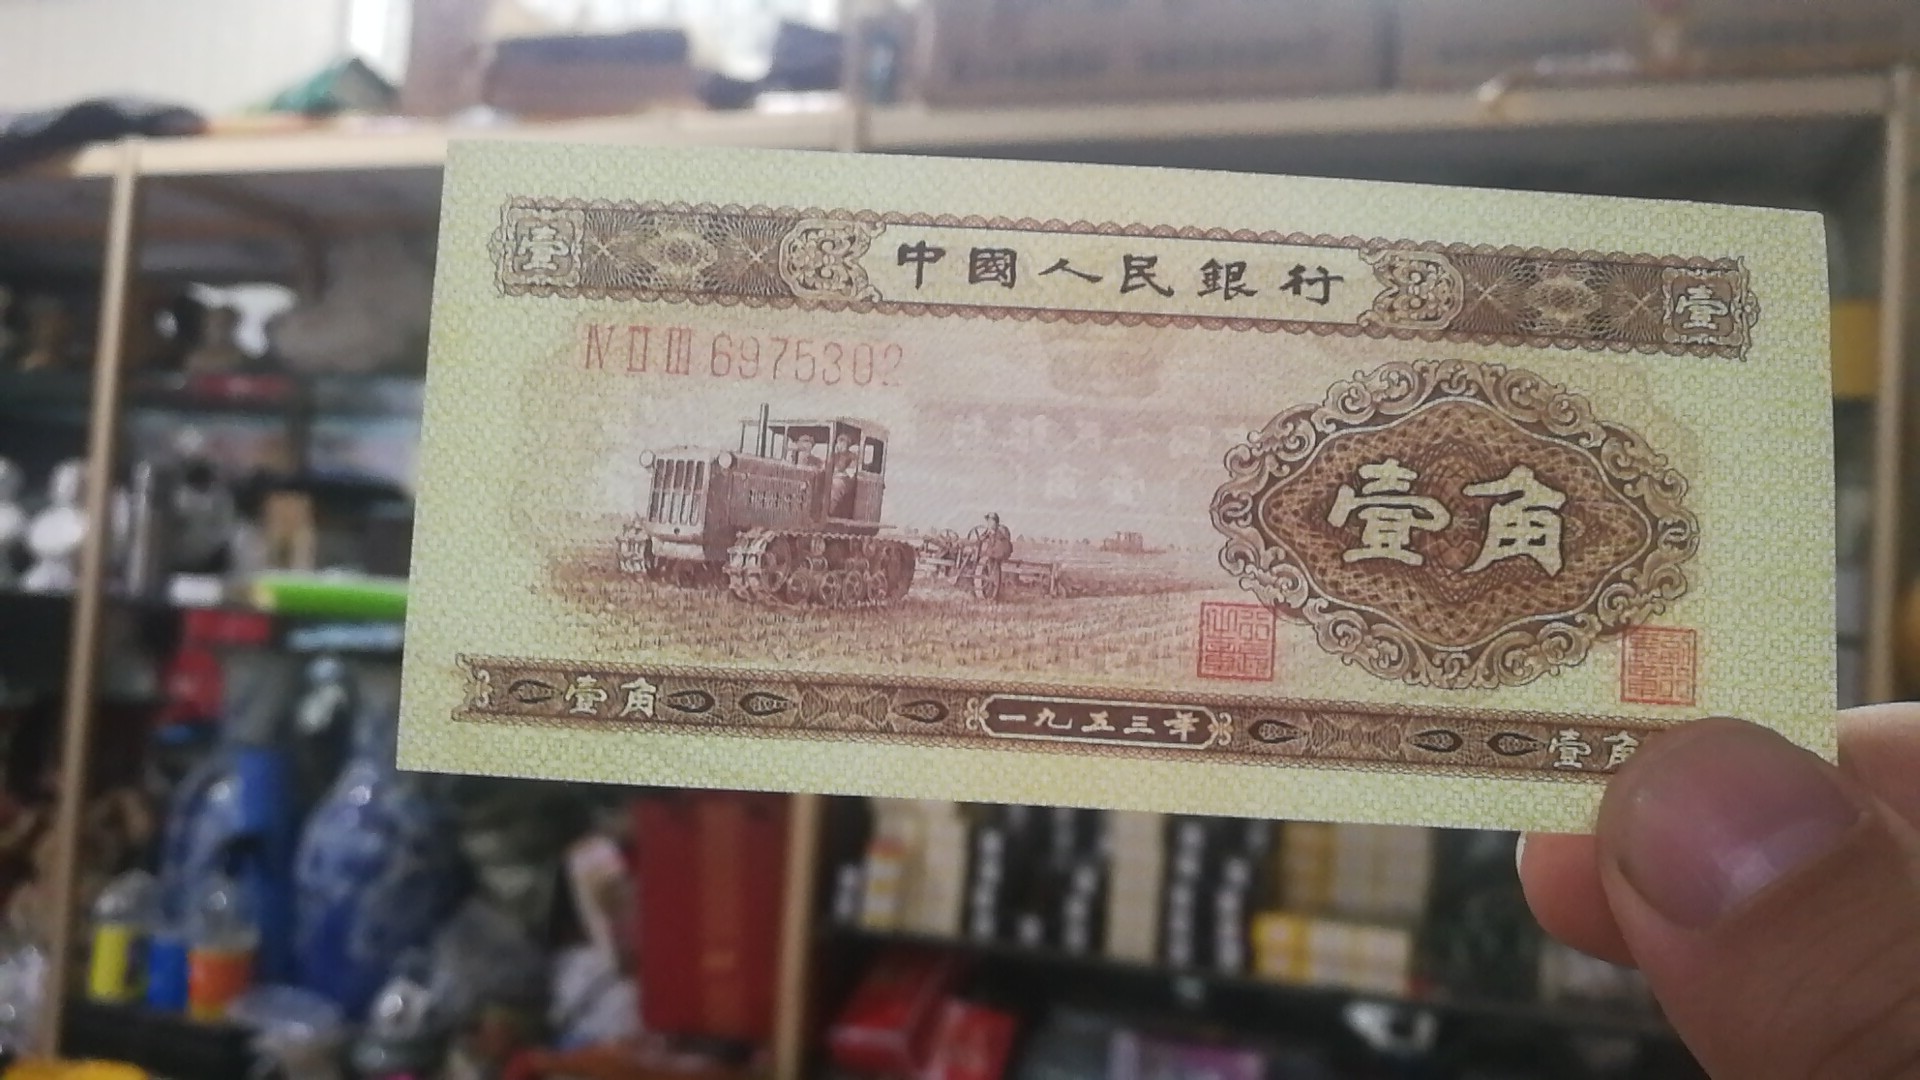 壹 中國人民銀行 壹
IV II III 6975302
壹角
壹角 一九五三年 壹角